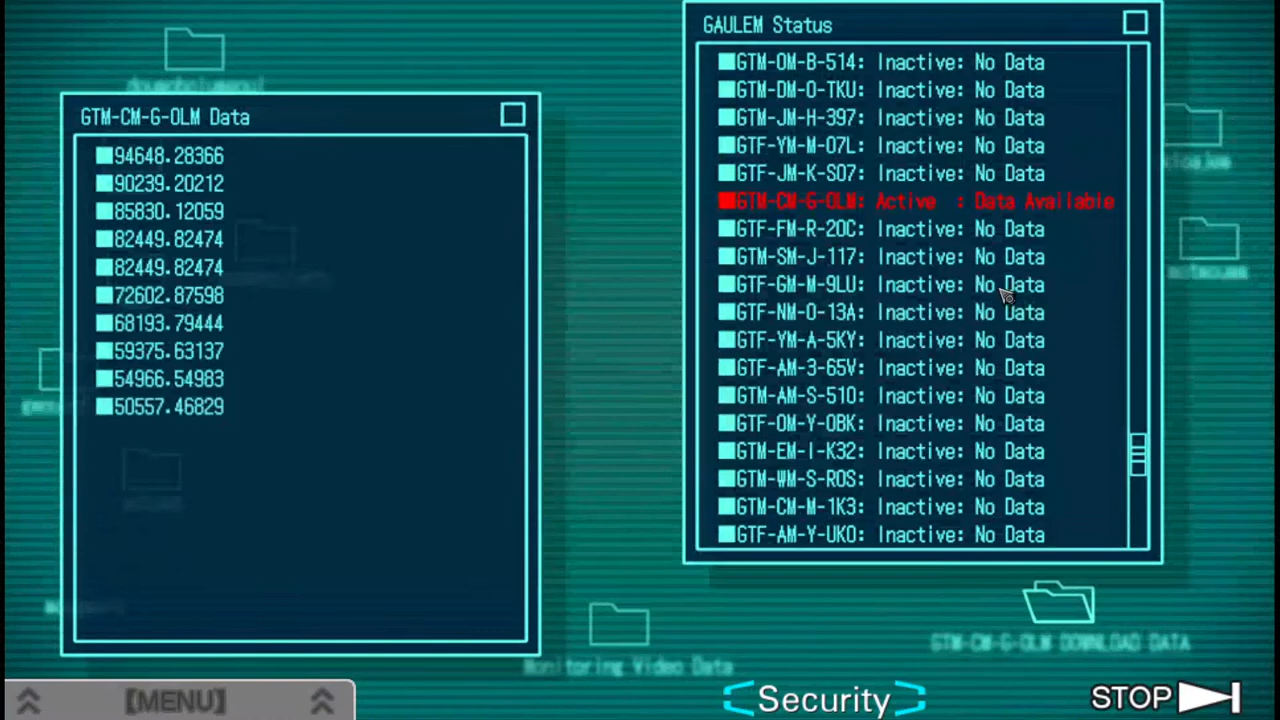 GTM-CM-G-OLM Data
94648.28366
90239.20212
85830.12059
82449.82474
82449.82474
72602.87598
68193.79444
59375.63137
54966.54983
50557.46829
GAULEM Status
GTM-OM-B-514: Inactive: No Data
GTM-DM-O-TKU: Inactive: No Data
GTM-JM-H-397: Inactive: No Data
GTF-YM-M-07L: Inactive: No Data
GTF-JM-K-S07: Inactive: No Data
GTM-CM-G-OLM: Active : Data Available
GTF-FM-R-20C: Inactive: No Data
GTM-SM-J-117: Inactive: No Data
GTF-GM-M-9LU: Inactive: No Data
GTF-NM-O-13A: Inactive: No Data
GTF-YM-A-5KY: Inactive: No Data
GTF-AM-3-65V: Inactive: No Data
GTM-AM-S-510: Inactive: No Data
GTF-OM-Y-0BK: Inactive: No Data
GTM-EM-I-K32: Inactive: No Data
GTM-WM-S-ROS: Inactive: No Data
GTM-CM-M-1K3: Inactive: No Data
GTF-AM-Y-UKO: Inactive: No Data
GTM-CM-G-OLM DOWNLOAD DATA
Monitoring Video Data
【MENU】
Security
STOP